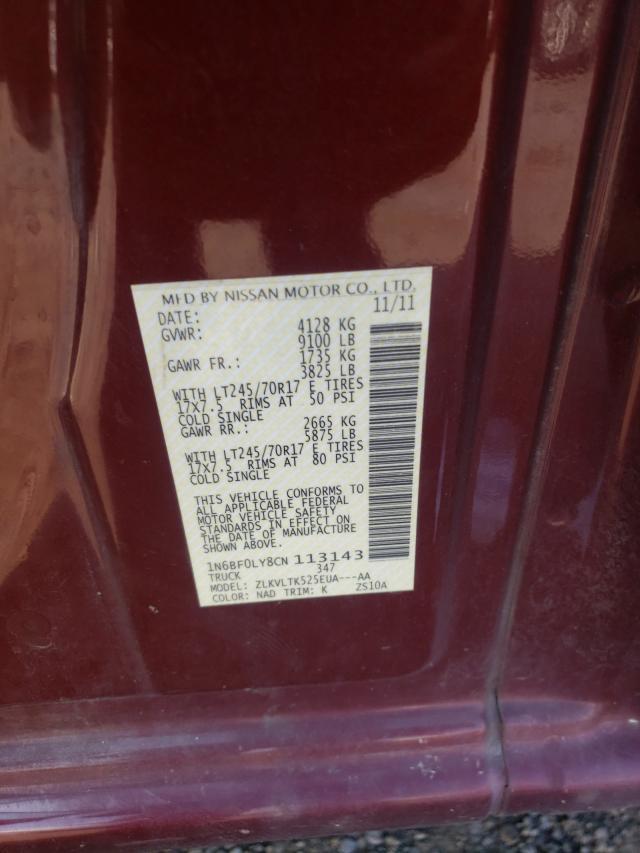 MFD BY NISSAN MOTOR CO., LTD.
DATE: 11/11
GVWR: 4128 KG
9100 LB
GAWR FR.: 1735 KG
3825 LB
WITH LT245/70R17 E TIRES
17X7.5 RIMS AT 50 PSI
COLD SINGLE
GAWR RR.: 2665 KG
5875 LB
WITH LT245/70R17 E TIRES
17X7.5 RIMS AT 80 PSI
COLD SINGLE
THIS VEHICLE CONFORMS TO
ALL APPLICABLE FEDERAL
MOTOR VEHICLE SAFETY
STANDARDS IN EFFECT ON
THE DATE OF MANUFACTURE
SHOWN ABOVE.
1N6BF0LY8CN 113143
TRUCK 347
MODEL: ZLKVLTK525EUA---AA
COLOR: NAD TRIM: K ZS10A